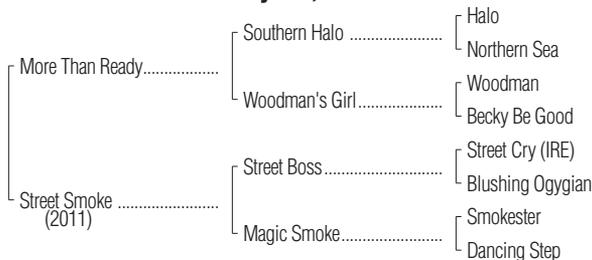 Halo
Southern Halo ....................
Northern Sea
More Than Ready................
Woodman
Woodman's Girl..................
Becky Be Good
Street Cry (IRE)
Street Boss.........................
Blushing Ogygian
Street Smoke .....................
(2011)
Smokester
Magic Smoke......................
Dancing Step